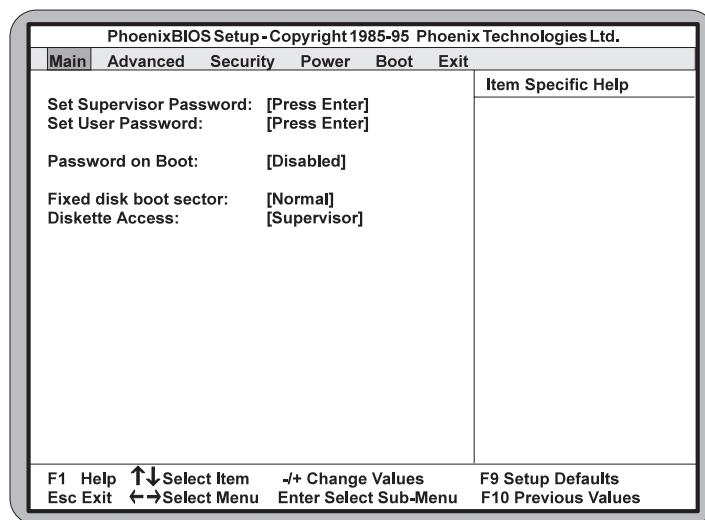 PhoenixBIOS Setup - Copyright 1985-95 Phoenix Technologies Ltd.
Main Advanced Security Power Boot Exit
Item Specific Help
Set Supervisor Password: [Press Enter]
Set User Password: [Press Enter]
Password on Boot: [Disabled]
Fixed disk boot sector: [Normal]
Diskette Access: [Supervisor]
F1 Help ↑↓Select Item -/+ Change Values F9 Setup Defaults
Esc Exit ←→Select Menu Enter Select Sub-Menu F10 Previous Values